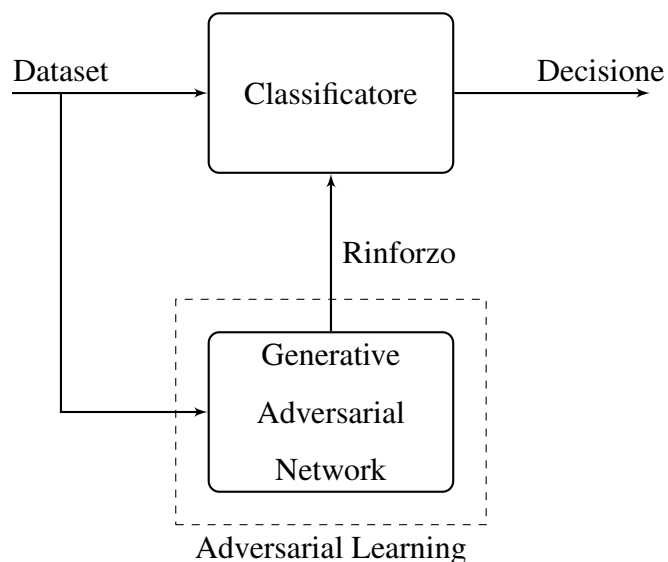 Dataset
Classificatore
Decisione
Rinforzo
Generative
Adversarial
Network
Adversarial Learning